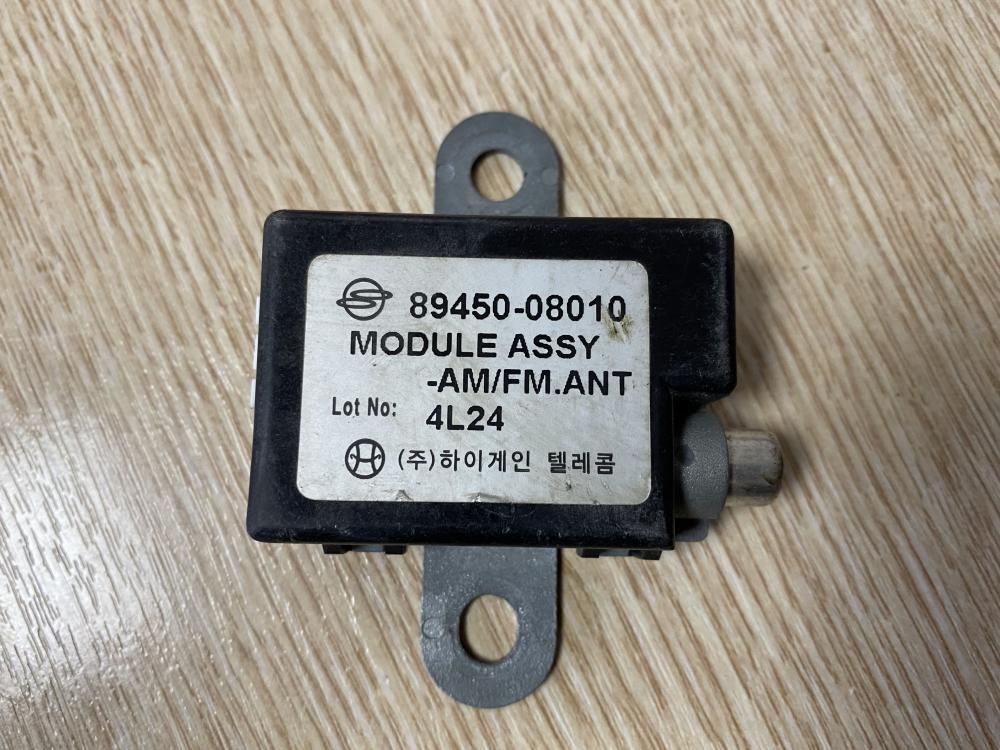 89450-08010
MODULE ASSY
-AM/FM.ANT
Lot No: 4L24
(주)하이게인 텔레콤